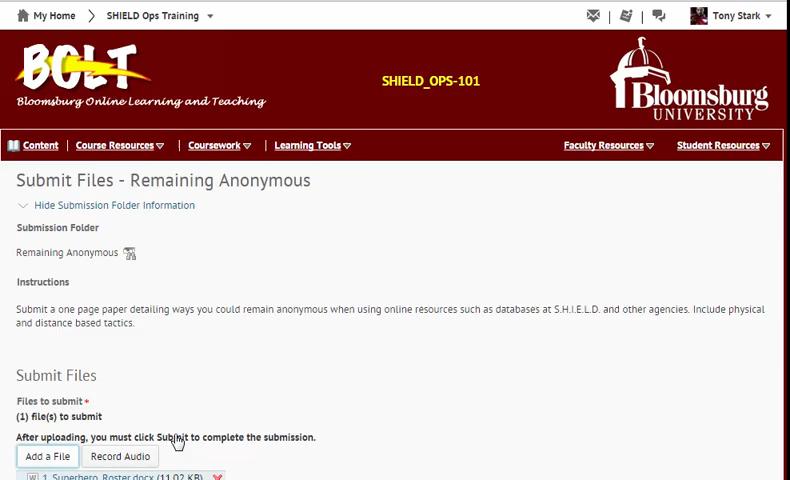 My Home
SHIELD Ops Training
Tony Stark
BOLT
Bloomsburg Online Learning and Teaching
SHIELD_OPS-101
Bloomsburg
UNIVERSITY
Content
Course Resources
Coursework
Learning Tools
Faculty Resources
Student Resources
Submit Files - Remaining Anonymous
Hide Submission Folder Information
Submission Folder
Remaining Anonymous
Instructions
Submit a one page paper detailing ways you could remain anonymous when using online resources such as databases at S.H.I.E.L.D. and other agencies. Include physical
and distance based tactics.
Submit Files
Files to submit *
(1) file(s) to submit
After uploading, you must click Submit to complete the submission.
Add a File
Record Audio
1_Superhero_Roster.docx (11.02 KB)